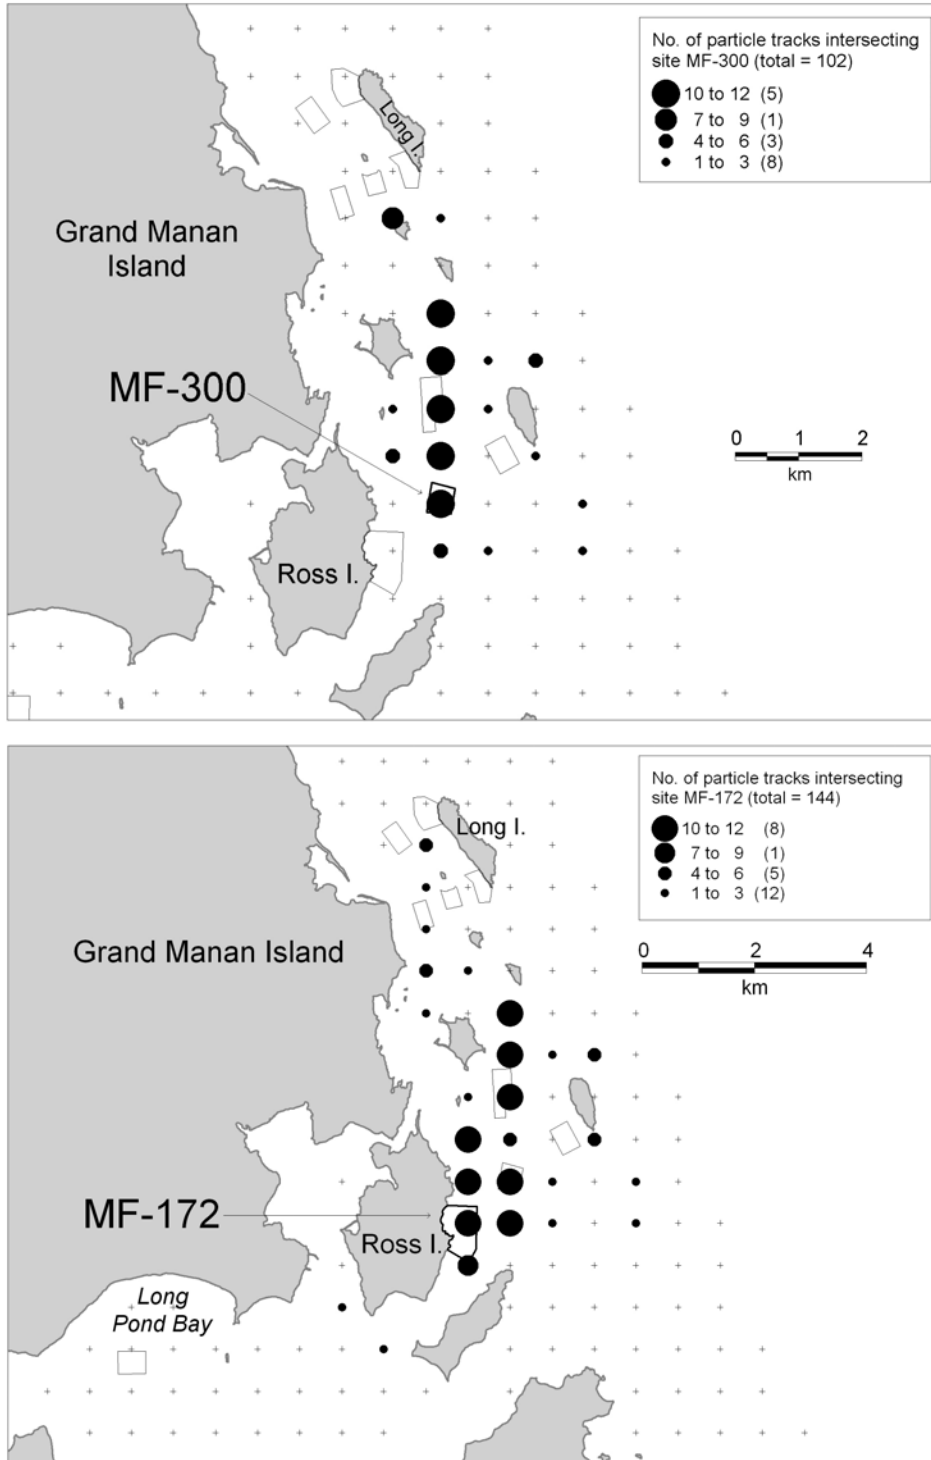 No. of particle tracks intersecting
site MF-300 (total = 102)
10 to 12 (5)
7 to 9 (1)
4 to 6 (3)
1 to 3 (8)
Long I.
Grand Manan
Island
MF-300
0 1 2
km
Ross I.
No. of particle tracks intersecting
site MF-172 (total = 144)
10 to 12 (8)
7 to 9 (1)
4 to 6 (5)
1 to 3 (12)
Long I.
Grand Manan Island
0 2 4
km
MF-172
Ross I.
Long
Pond Bay